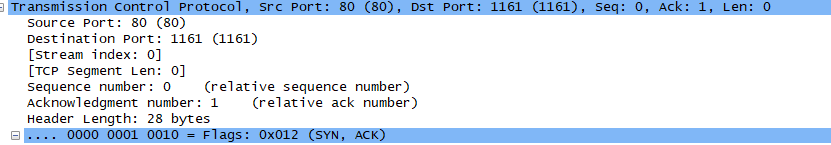 Transmission Control Protocol, Src Port: 80 (80), Dst Port: 1161 (1161), Seq: 0, Ack: 1, Len: 0
Source Port: 80 (80)
Destination Port: 1161 (1161)
[Stream index: 0]
[TCP Segment Len: 0]
Sequence number: 0    (relative sequence number)
Acknowledgment number: 1    (relative ack number)
Header Length: 28 bytes
.... 0000 0001 0010 = Flags: 0x012 (SYN, ACK)